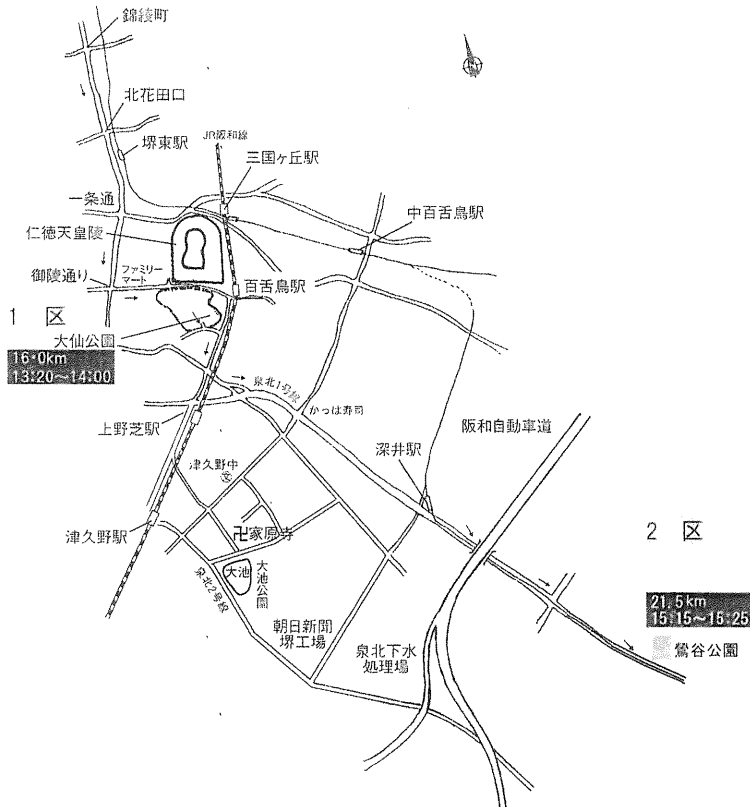 錦綾町
北花田口
堺東駅
JR阪和線
三国ヶ丘駅
一条通
中百舌鳥駅
仁徳天皇陵
ファミリー
マート
御陵通り
百舌鳥駅
1 区
大仙公園
16・0km
13:20〜14:00
泉北1号線
かっぱ寿司
上野芝駅
阪和自動車道
深井駅
津久野中
文
津久野駅
卍家原寺
2 区
大池
大池公園
泉北2号線
21.5km
15:15〜15:25
朝日新聞
堺工場
泉北下水
処理場
鶯谷公園